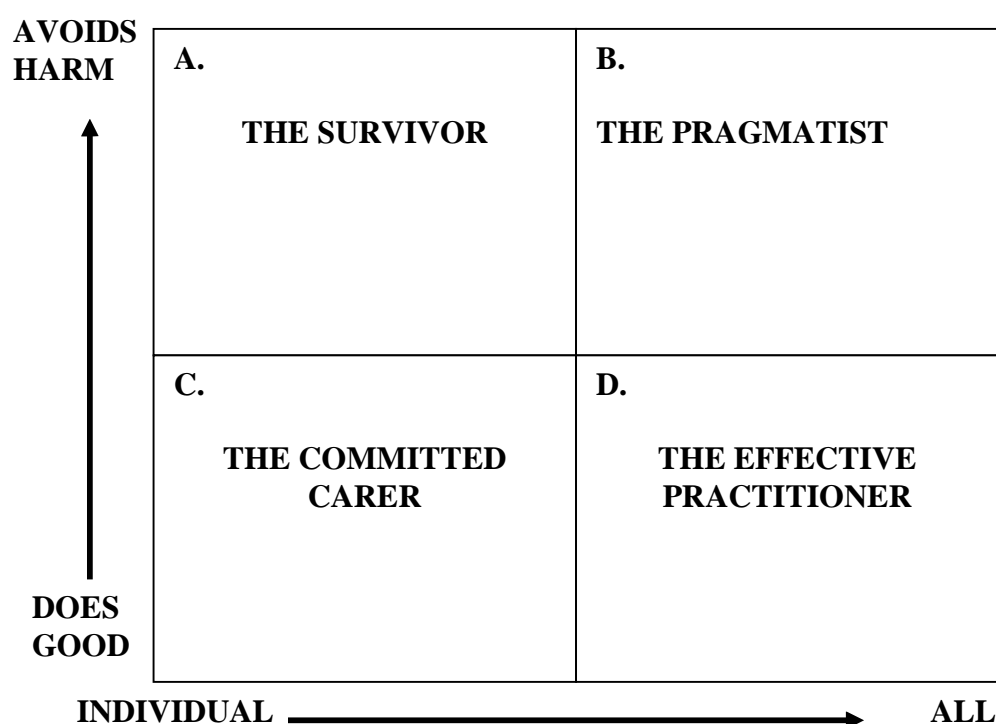 AVOIDS
HARM
A.
B.
THE SURVIVOR
THE PRAGMATIST
C.
D.
THE COMMITTED
CARER
THE EFFECTIVE
PRACTITIONER
DOES
GOOD
INDIVIDUAL
ALL